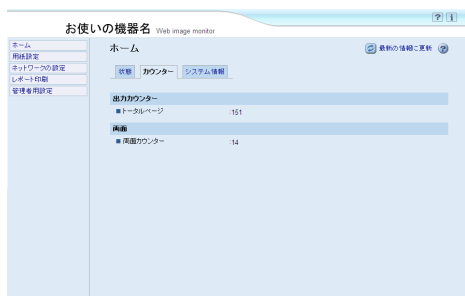 お使いの機器名 Web image monitor
ホーム
用紙設定
ネットワークの設定
レポート印刷
管理者用設定
ホーム
最新の情報に更新
状態 カウンター システム情報
出力カウンター
■トータルページ :151
両面
■両面カウンター :14